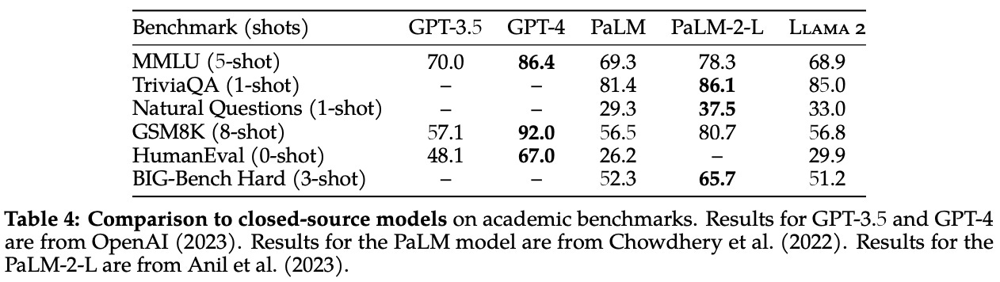 Benchmark (shots) GPT-3.5 GPT-4 PaLM PaLM-2-L LLAMA 2
MMLU (5-shot) 70.0 86.4 69.3 78.3 68.9
TriviaQA (1-shot) – – 81.4 86.1 85.0
Natural Questions (1-shot) – – 29.3 37.5 33.0
GSM8K (8-shot) 57.1 92.0 56.5 80.7 56.8
HumanEval (0-shot) 48.1 67.0 26.2 – 29.9
BIG-Bench Hard (3-shot) – – 52.3 65.7 51.2
Table 4: Comparison to closed-source models on academic benchmarks. Results for GPT-3.5 and GPT-4
are from OpenAI (2023). Results for the PaLM model are from Chowdhery et al. (2022). Results for the
PaLM-2-L are from Anil et al. (2023).